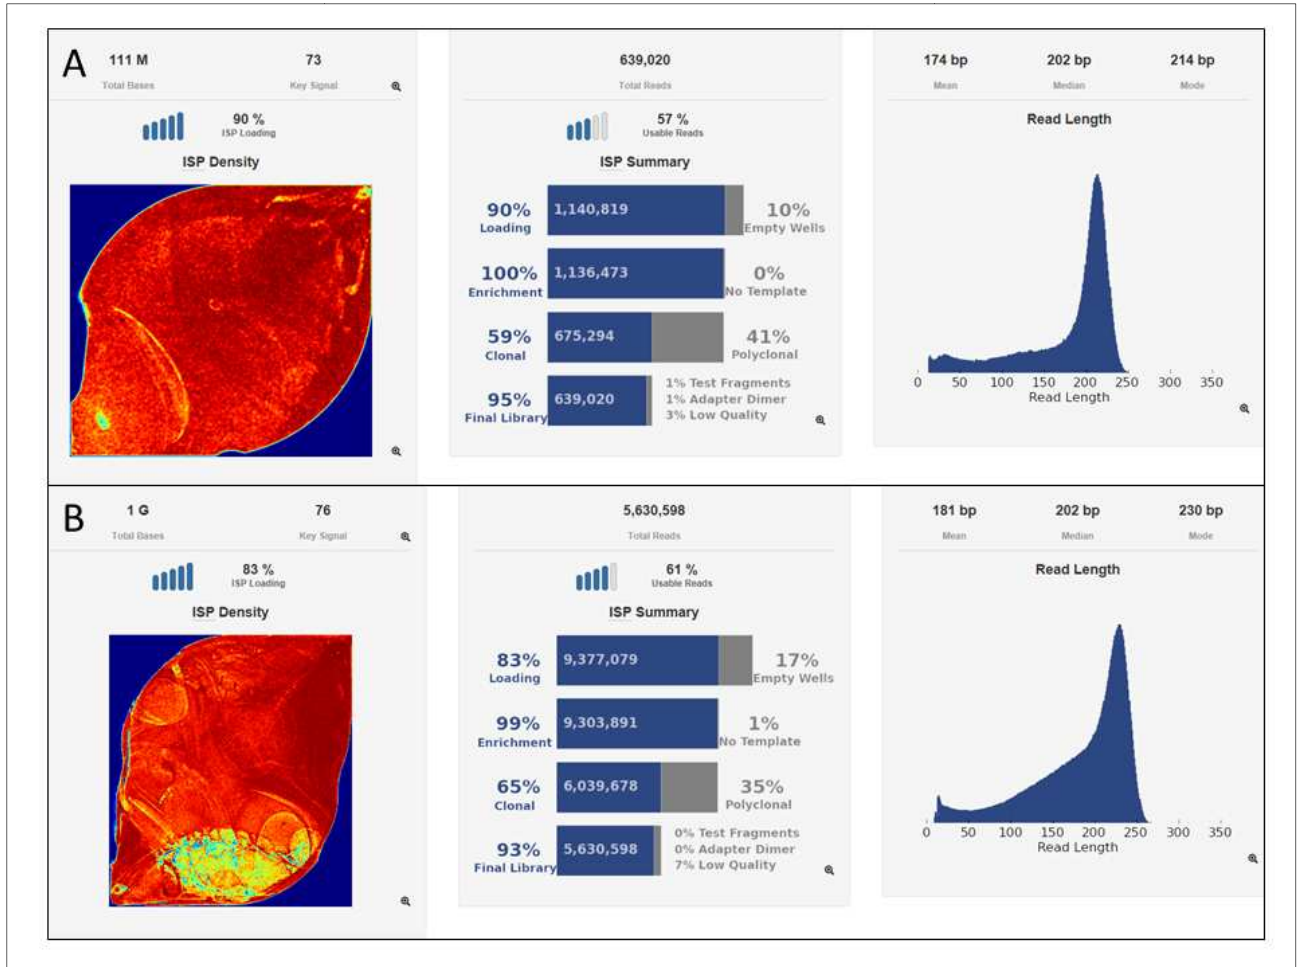 A
111 M
73
Total Bases
Key Signal
90 %
ISP Loading
ISP Density
639,020
Total Reads
57 %
Usable Reads
ISP Summary
90%
Loading
1,140,819
10%
Empty Wells
100%
Enrichment
1,136,473
0%
No Template
59%
Clonal
675,294
41%
Polyclonal
95%
Final Library
639,020
1% Test Fragments
1% Adapter Dimer
3% Low Quality
174 bp
202 bp
214 bp
Mean
Median
Mode
Read Length
0 50 100 150 200 250 300 350
Read Length
B
1 G
76
Total Bases
Key Signal
83 %
ISP Loading
ISP Density
5,630,598
Total Reads
61 %
Usable Reads
ISP Summary
83%
Loading
9,377,079
17%
Empty Wells
99%
Enrichment
9,303,891
1%
No Template
65%
Clonal
6,039,678
35%
Polyclonal
93%
Final Library
5,630,598
0% Test Fragments
0% Adapter Dimer
7% Low Quality
181 bp
202 bp
230 bp
Mean
Median
Mode
Read Length
0 50 100 150 200 250 300 350
Read Length